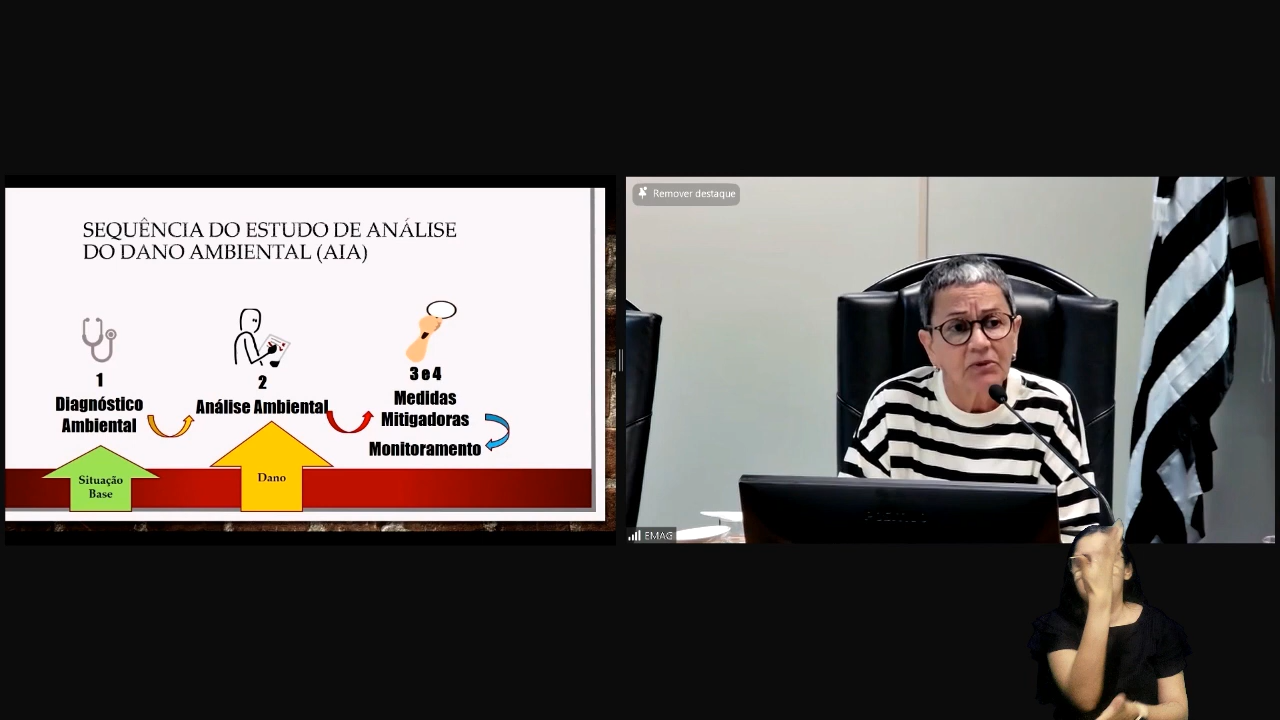 SEQUÊNCIA DO ESTUDO DE ANÁLISE
DO DANO AMBIENTAL (AIA)
1
Diagnóstico
Ambiental
2
Análise Ambiental
3 e 4
Medidas
Mitigadoras
Monitoramento
Situação
Base
Dano
Remover destaque
EMAG